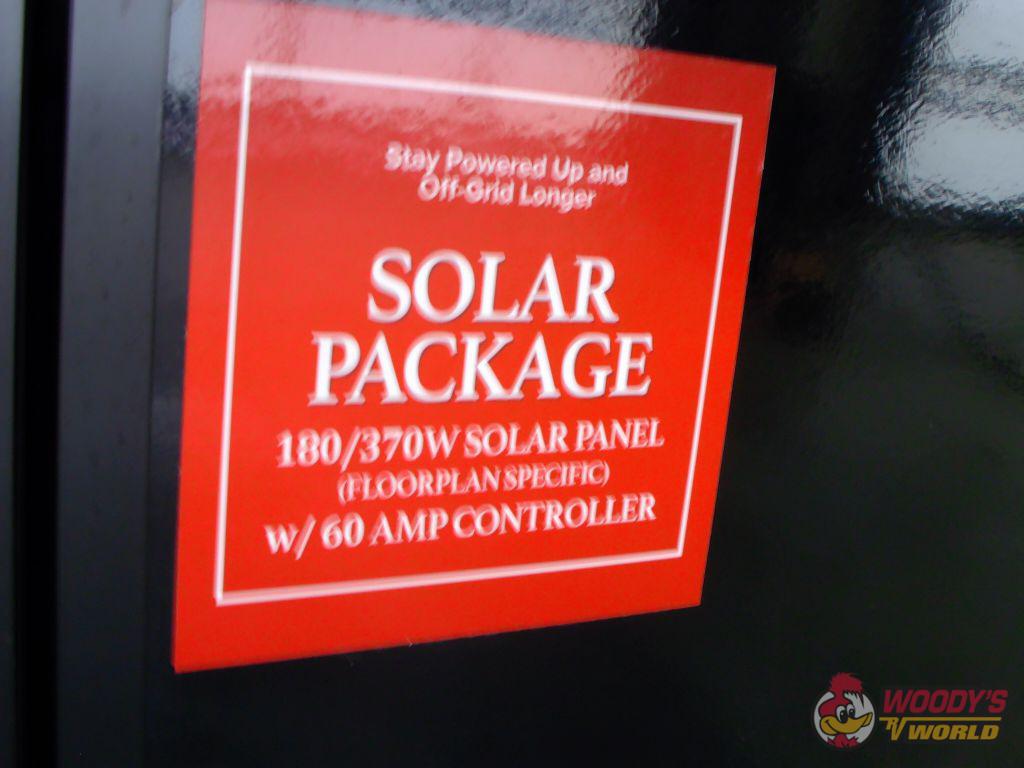 Stay Powered Up and
Off-Grid Longer
SOLAR
PACKAGE
180/370W SOLAR PANEL
(FLOORPLAN SPECIFIC)
w/ 60 AMP CONTROLLER
WOODY'S
RV WORLD